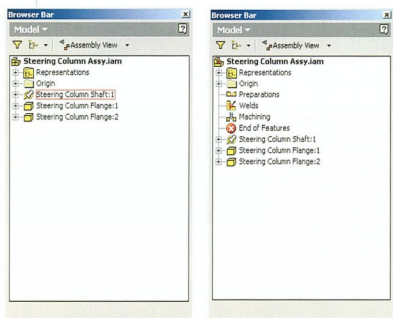 Browser Bar
Model
Assembly View
Steering Column Assy.iam
Representations
Origin
Steering Column Shaft:1
Steering Column Flange:1
Steering Column Flange:2
Browser Bar
Model
Assembly View
Steering Column Assy.iam
Representations
Origin
Preparations
Welds
Machining
End of Features
Steering Column Shaft:1
Steering Column Flange:1
Steering Column Flange:2